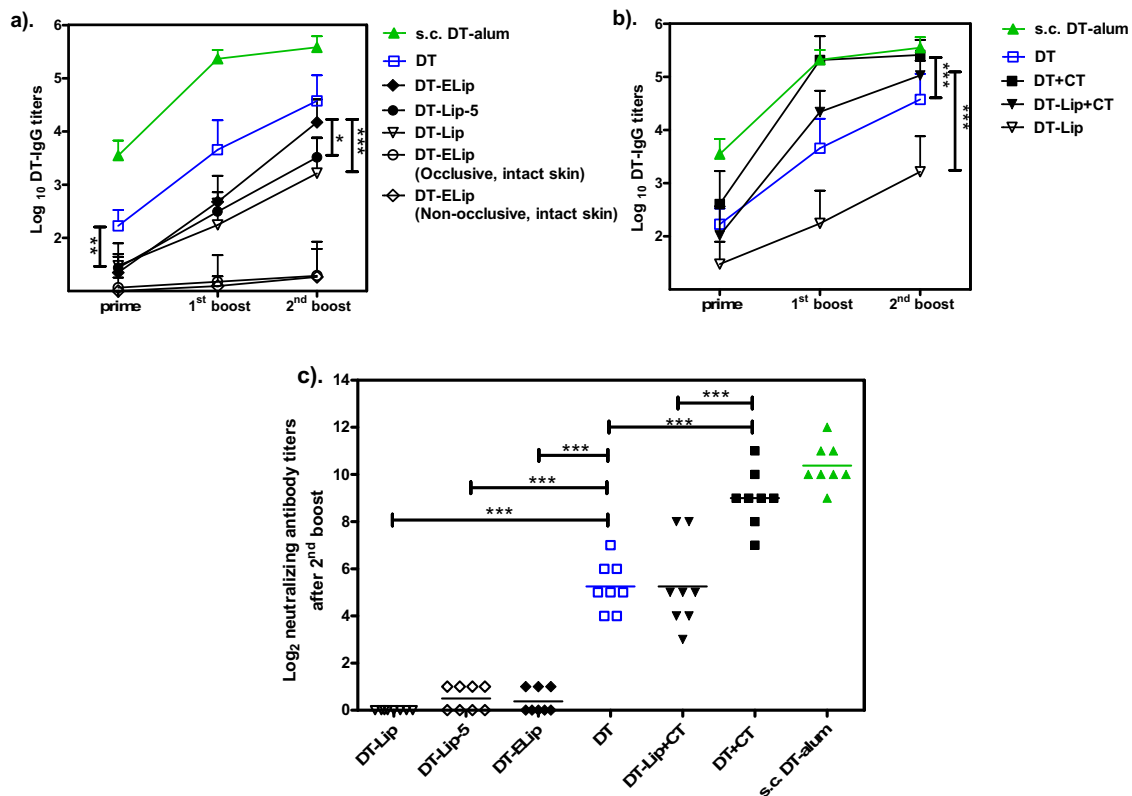 a).
Log 10 DT-IgG titers
6
5
4
3
2
**
*
***
prime
1st boost
2nd boost
s.c. DT-alum
DT
DT-ELip
DT-Lip-5
DT-Lip
DT-ELip
(Occlusive, intact skin)
DT-ELip
(Non-occlusive, intact skin)
b).
Log 10 DT-IgG titers
6
5
4
3
2
***
***
prime
1st boost
2nd boost
s.c. DT-alum
DT
DT+CT
DT-Lip+CT
DT-Lip
c).
Log2 neutralizing antibody titers
after 2nd boost
14
12
10
8
6
4
2
0
***
***
***
***
***
DT-Lip
DT-Lip-5
DT-ELip
DT
DT-Lip+CT
DT+CT
s.c. DT-alum